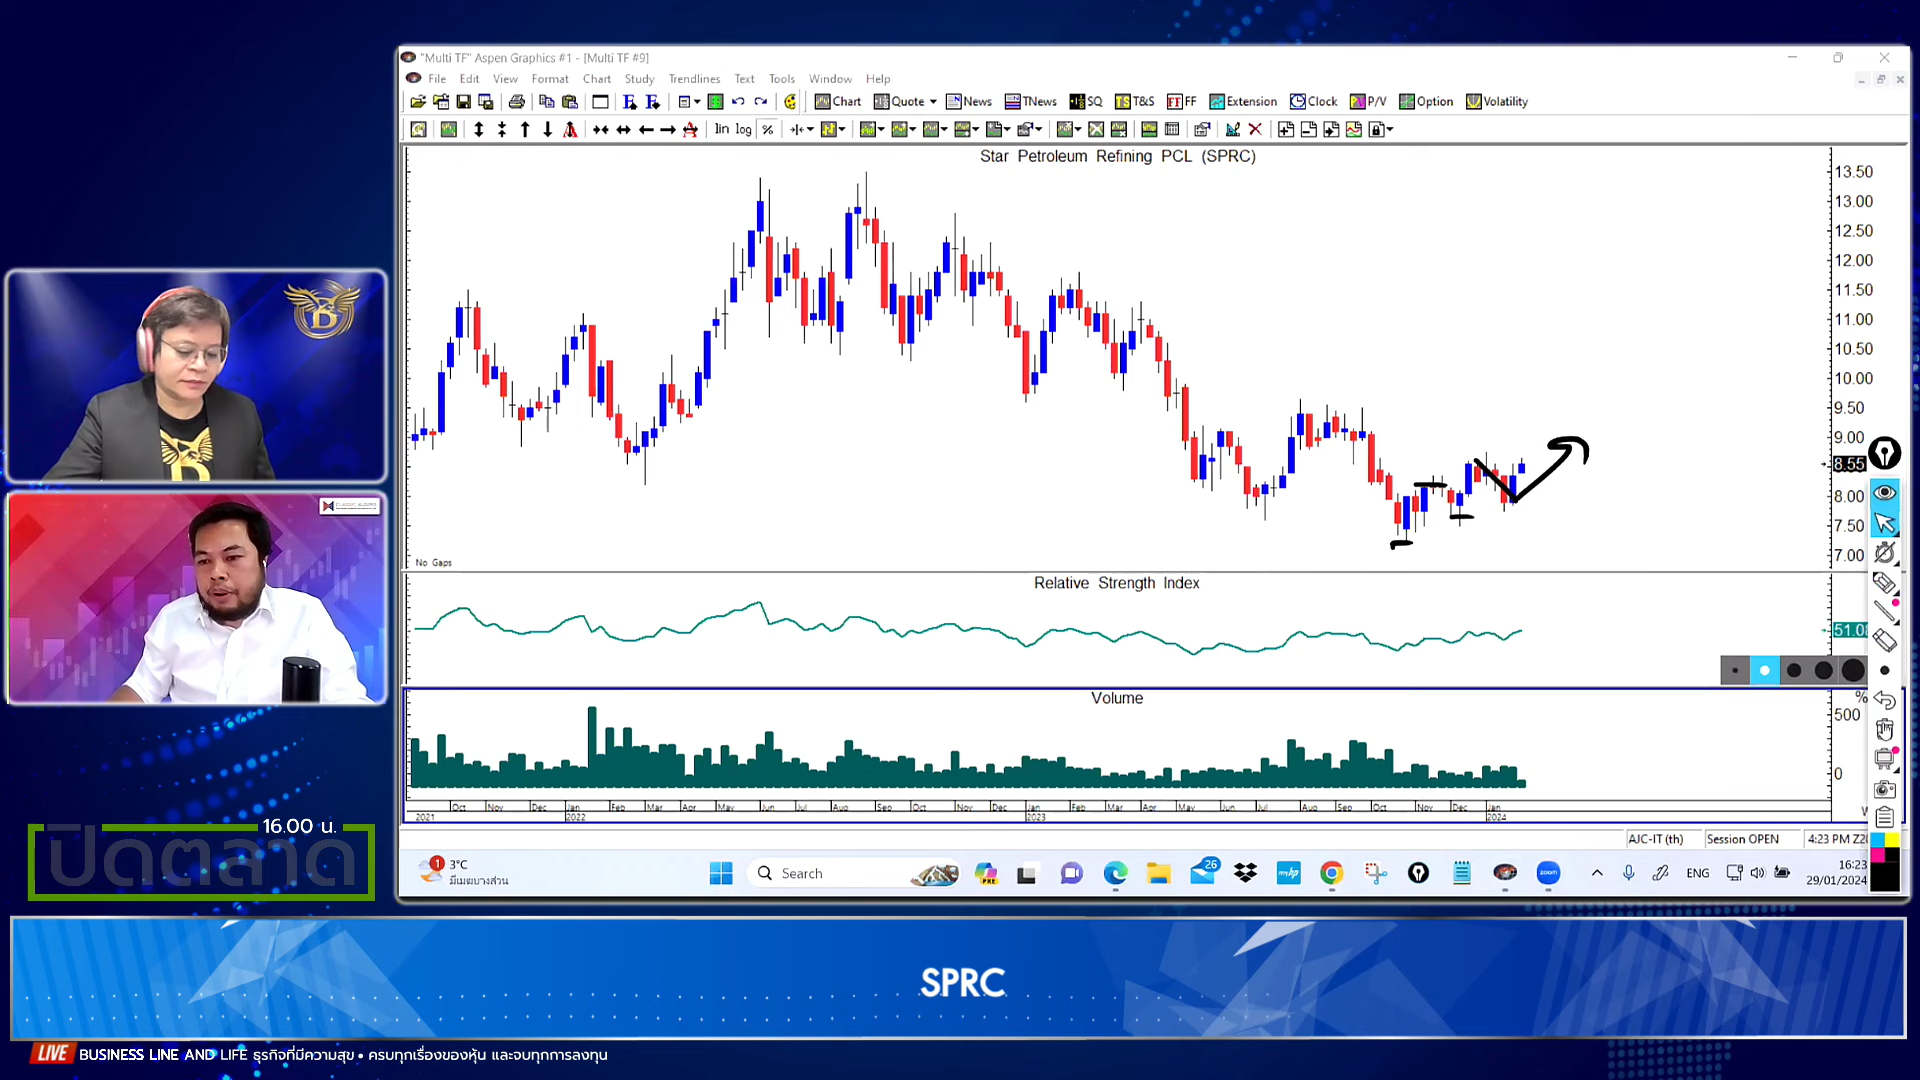 "Multi TF" Aspen Graphics #1 - [Multi TF #9]
File Edit View Format Chart Study Trendlines Text Tools Window Help
Chart Quote News TNews SQ T&S FF Extension Clock P/V Option Volatility
lin log %
Star Petroleum Refining PCL (SPRC)
13.50
13.00
12.50
12.00
11.50
11.00
10.50
10.00
9.50
9.00
8.55
8.00
7.50
7.00
No Gaps
Relative Strength Index
51.0
Volume
%
500
0
Oct Nov Dec Jan Feb Mar Apr May Jun Jul Aug Sep Oct Nov Dec Jan Feb Mar Apr May Jun Jul Aug Sep Oct Nov Dec Jan
2021 2022 2023 2024
AJC-IT (th) Session OPEN 4:23 PM
1 3°C
มีเมฆบางส่วน
Search
PRE
26
myhp
zoom
ENG
16:23
29/01/2024
16.00 น.
ปิดตลาด
SPRC
LIVE BUSINESS LINE AND LIFE ธุรกิจที่มีความสุข • ครบทุกเรื่องของหุ้น และจบทุกการลงทุน